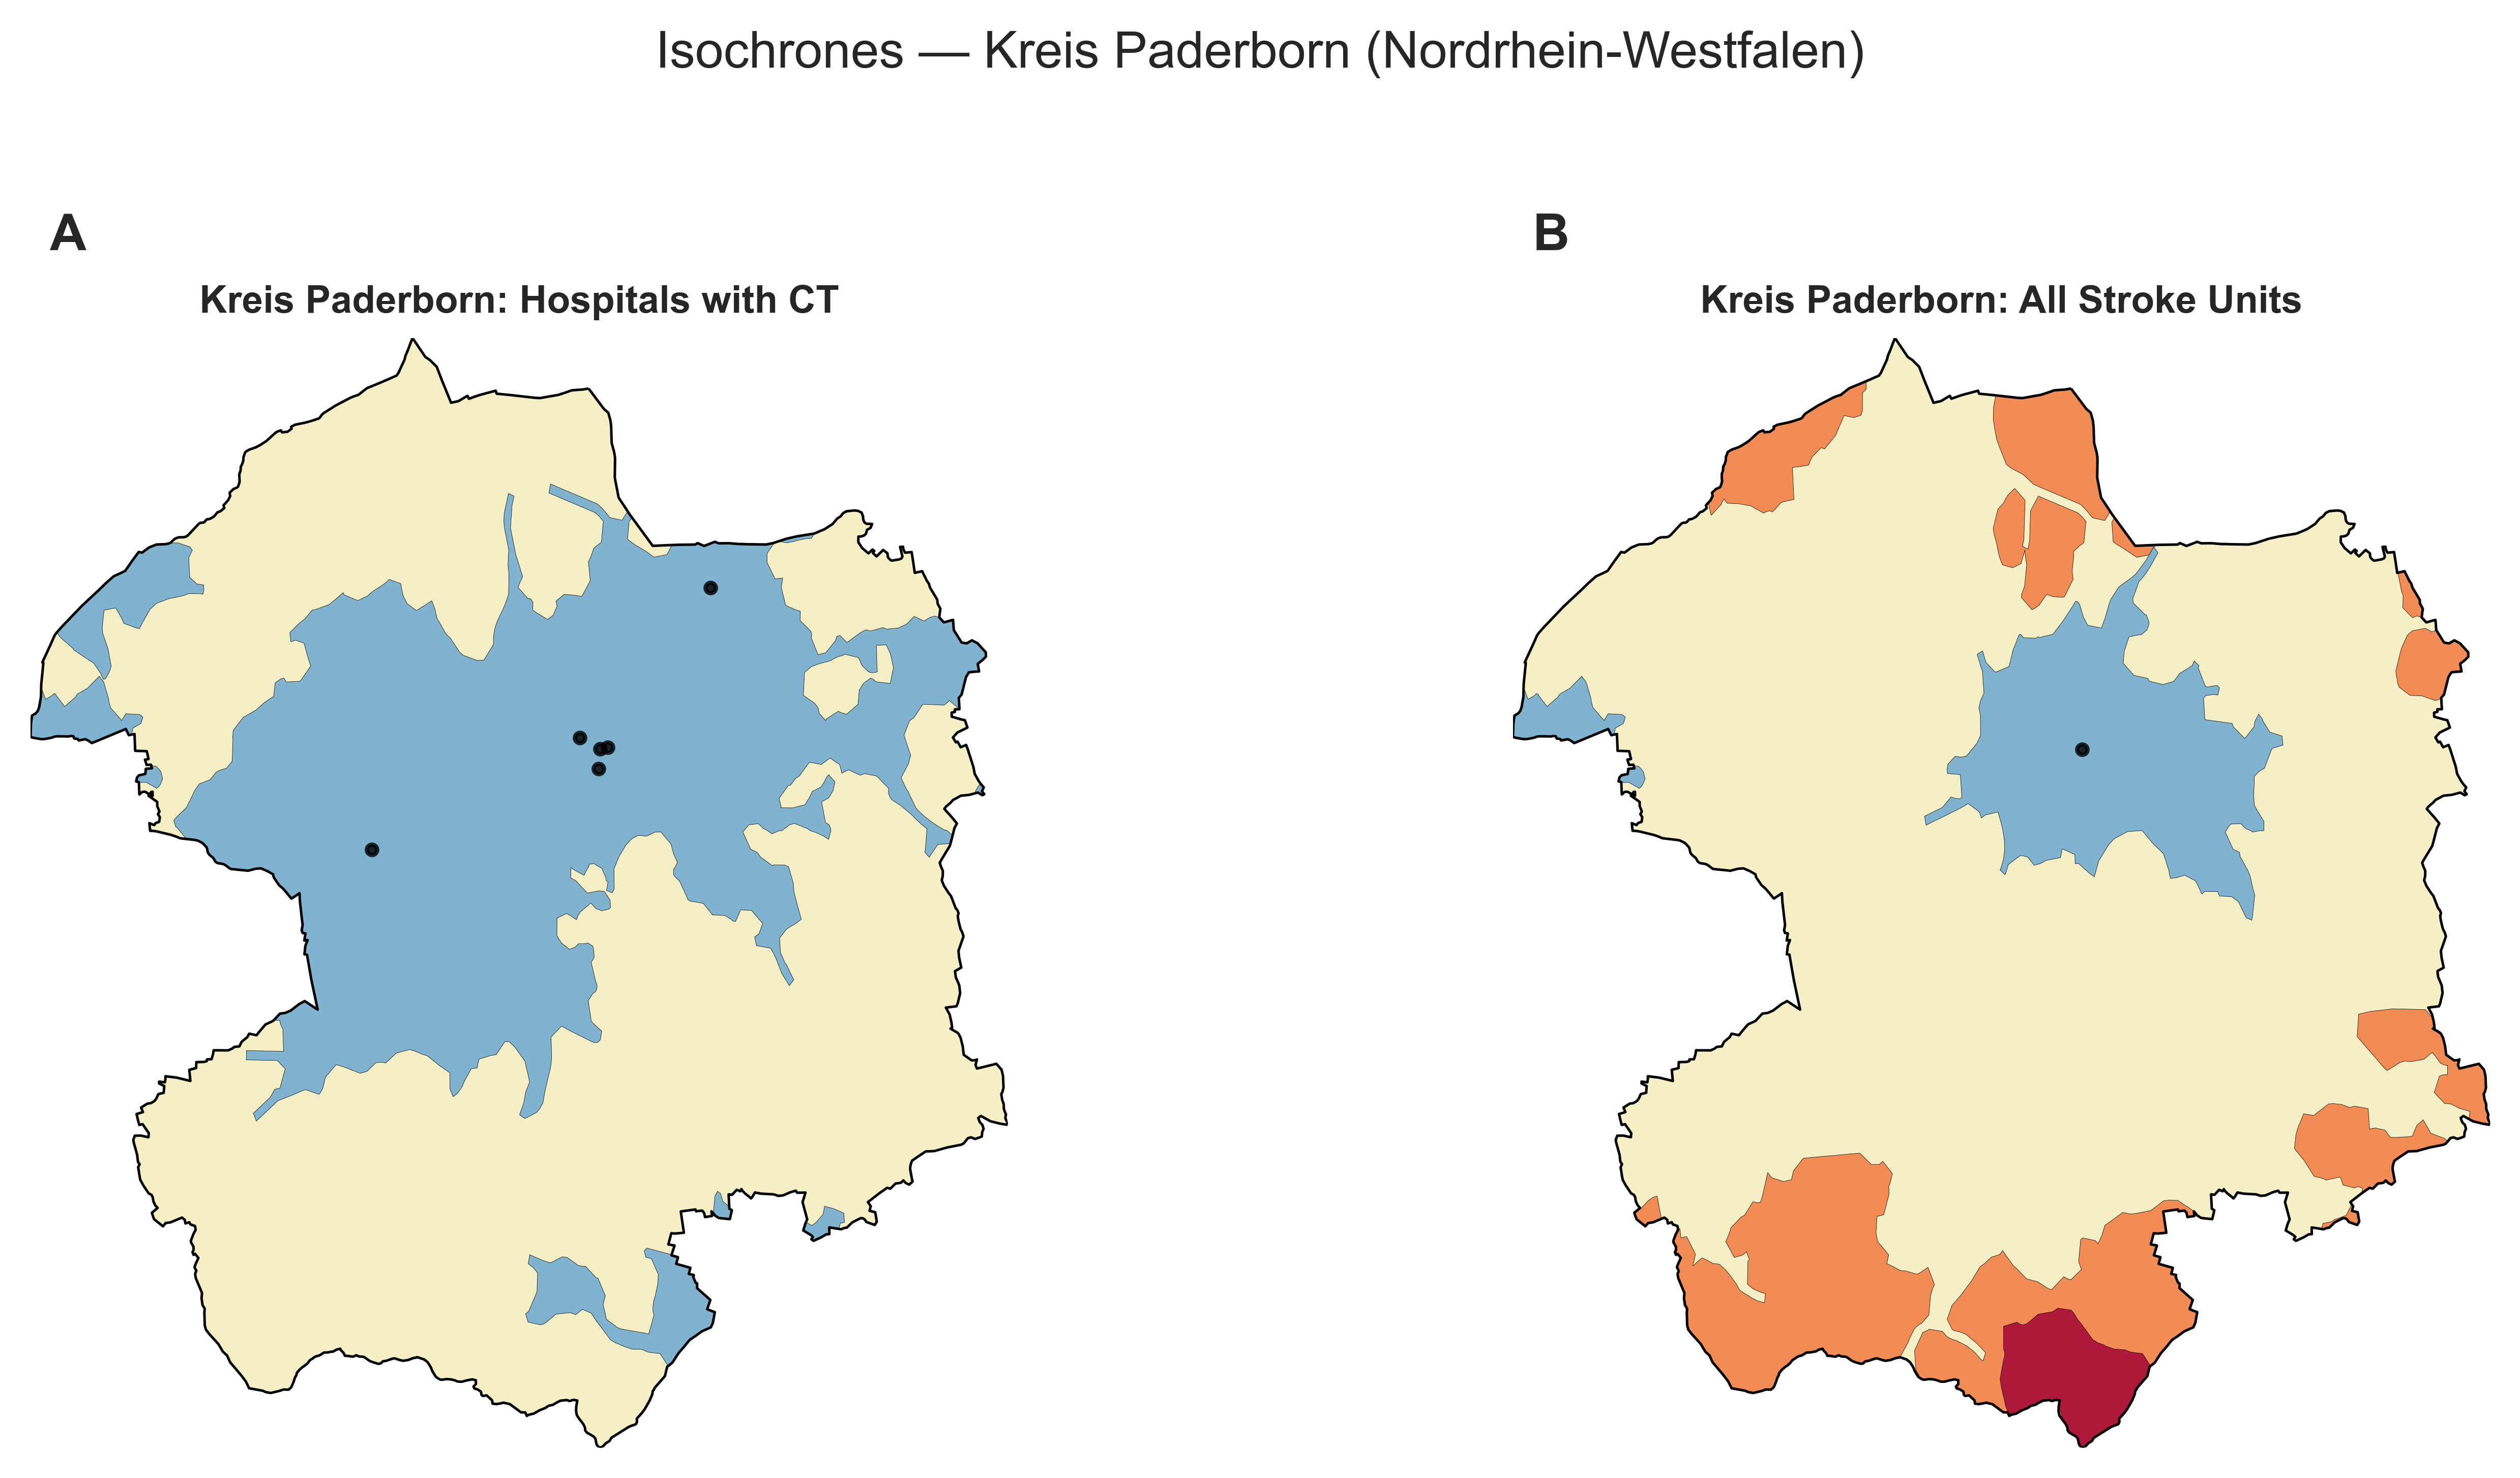 Isochrones — Kreis Paderborn (Nordrhein-Westfalen)
A
B
Kreis Paderborn: Hospitals with CT
Kreis Paderborn: All Stroke Units